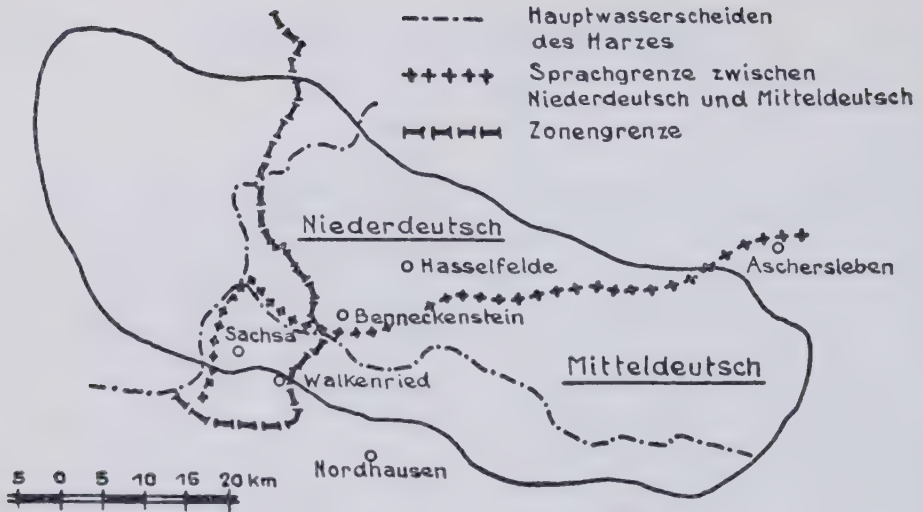 Hauptwasserscheiden
des Harzes
Sprachgrenze zwischen
Niederdeutsch und Mitteldeutsch
Zonengrenze
Niederdeutsch
Hasselfelde
Aschersleben
Benneckenstein
Sachsa
Mitteldeutsch
Walkenried
Nordhausen
5 0 5 10 15 20 km